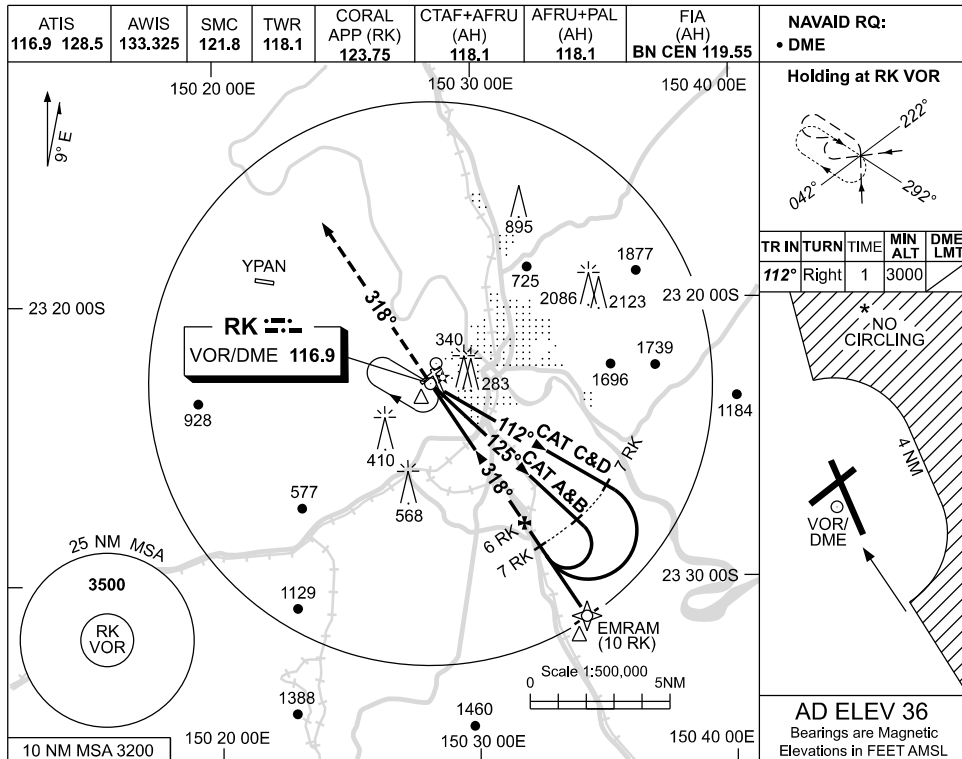 ATIS
116.9 128.5
AWIS
133.325
SMC
121.8
TWR
118.1
CORAL
APP (RK)
123.75
CTAF+AFRU
(AH)
118.1
AFRU+PAL
(AH)
118.1
FIA
(AH)
BN CEN 119.55
NAVAID RQ:
• DME
150 20 00E
150 30 00E
150 40 00E
9° E
Holding at RK VOR
222°
042°
292°
TR IN TURN TIME MIN ALT DME LMT
112° Right 1 3000
895
725
1877
2086
2123
YPAN
23 20 00S
23 20 00S
318°
RK
VOR/DME 116.9
340
283
1739
1696
1184
928
410
568
577
112° CAT C&D
125° CAT A&B
318°
7 RK
6 RK
7 RK
* NO
CIRCLING
4 NM
VOR/
DME
25 NM MSA
3500
RK
VOR
1129
23 30 00S
EMRAM
(10 RK)
Scale 1:500,000
0 5NM
1388
1460
10 NM MSA 3200
150 20 00E
150 30 00E
150 40 00E
AD ELEV 36
Bearings are Magnetic
Elevations in FEET AMSL